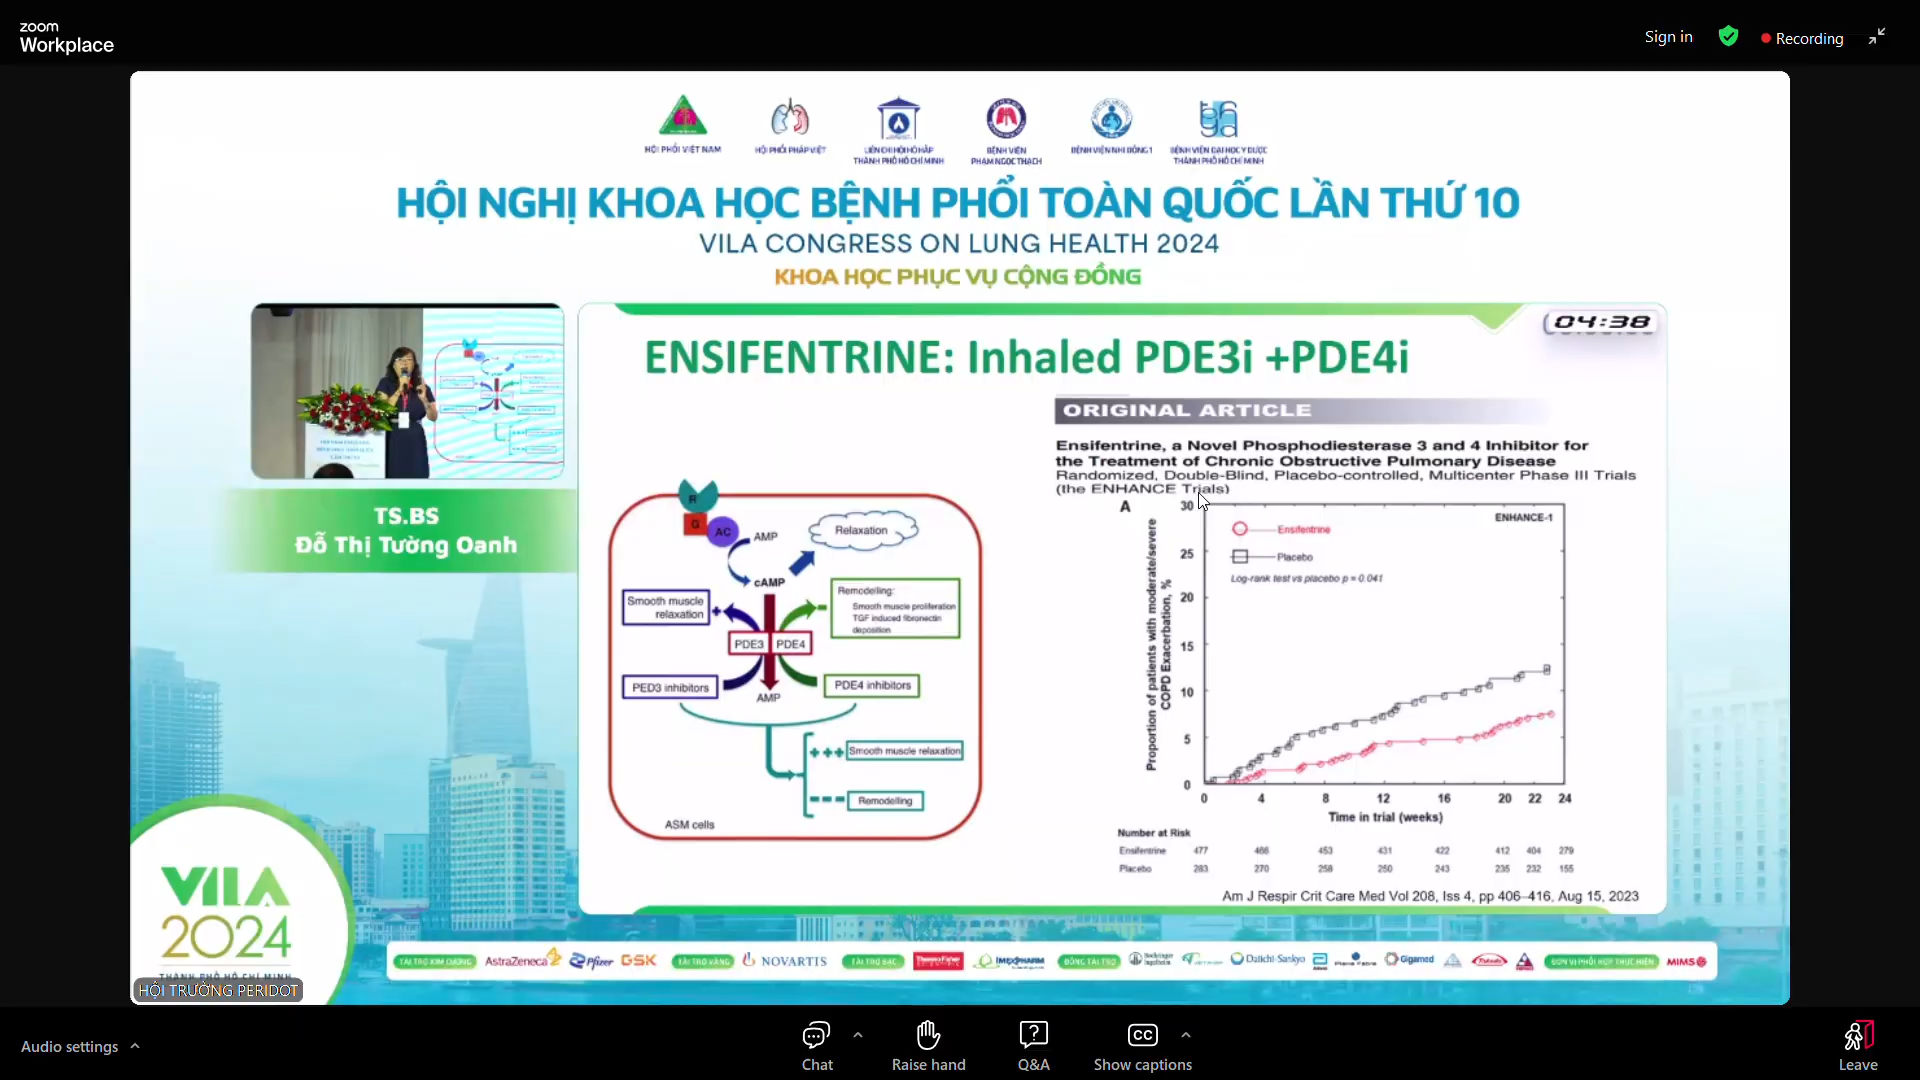 zoom
Workplace
Sign in
Recording
HỘI PHỔI VIỆT NAM
HỘI PHỔI PHÁP VIỆT
LIÊN CHI HỘI HÔ HẤP
THÀNH PHỐ HỒ CHÍ MINH
BỆNH VIỆN
PHẠM NGỌC THẠCH
BỆNH VIỆN NHI ĐỒNG 1
BỆNH VIỆN ĐẠI HỌC Y DƯỢC
THÀNH PHỐ HỒ CHÍ MINH
HỘI NGHỊ KHOA HỌC BỆNH PHỔI TOÀN QUỐC LẦN THỨ 10
VILA CONGRESS ON LUNG HEALTH 2024
KHOA HỌC PHỤC VỤ CỘNG ĐỒNG
04:38
TS.BS
Đỗ Thị Tường Oanh
ENSIFENTRINE: Inhaled PDE3i +PDE4i
ORIGINAL ARTICLE
Ensifentrine, a Novel Phosphodiesterase 3 and 4 Inhibitor for
the Treatment of Chronic Obstructive Pulmonary Disease
Randomized, Double-Blind, Placebo-controlled, Multicenter Phase III Trials
(the ENHANCE Trials)
R
G
AC
AMP
Relaxation
cAMP
Smooth muscle
relaxation
+
Remodelling:
Smooth muscle proliferation
TGF induced fibronectin
deposition
PDE3
PDE4
PED3 inhibitors
PDE4 inhibitors
AMP
+++
Smooth muscle relaxation
Remodelling
ASM cells
A
ENHANCE-1
Ensifentrine
Placebo
Log-rank test vs placebo p = 0.041
Proportion of patients with moderate/severe
COPD Exacerbation, %
30
25
20
15
10
5
0
0 4 8 12 16 20 22 24
Time in trial (weeks)
Number at Risk
Ensifentrine 477 466 453 431 422 412 404 279
Placebo 283 270 258 250 243 235 232 155
Am J Respir Crit Care Med Vol 208, Iss 4, pp 406–416, Aug 15, 2023
VILA
2024
THÀNH PHỐ HỒ CHÍ MINH
HỘI TRƯỜNG PERIDOT
TÀI TRỢ KIM CƯƠNG
AstraZeneca
Pfizer
GSK
TÀI TRỢ VÀNG
NOVARTIS
TÀI TRỢ BẠC
ThermoFisher
IMEXPHARM
ĐỒNG TÀI TRỢ
Boehringer
Ingelheim
Daiichi-Sankyo
Abbott
Pierre Fabre
Gigamed
Takeda
ĐƠN VỊ PHỐI HỢP THỰC HIỆN
MIMS
Audio settings
Chat
Raise hand
Q&A
CC
Show captions
Leave